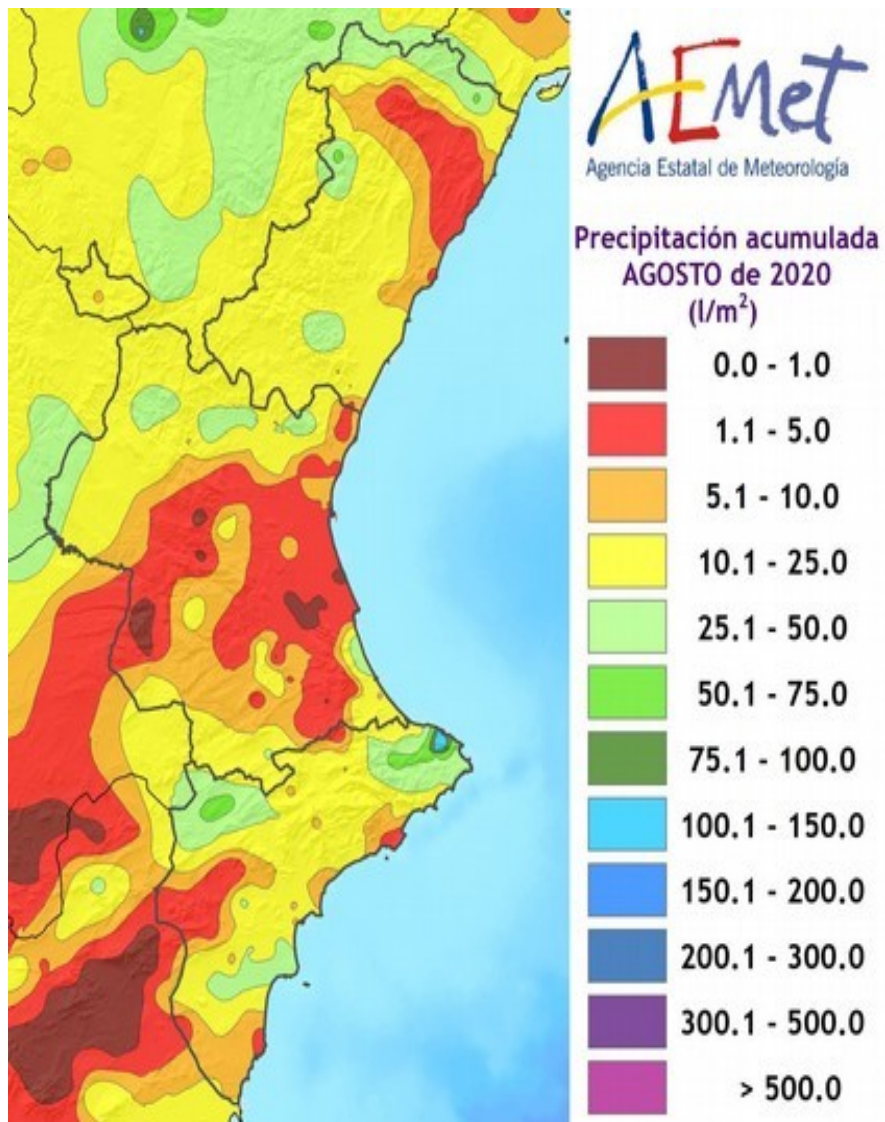 AEMet
Agencia Estatal de Meteorología
Precipitación acumulada
AGOSTO de 2020
(l/m²)
0.0 - 1.0
1.1 - 5.0
5.1 - 10.0
10.1 - 25.0
25.1 - 50.0
50.1 - 75.0
75.1 - 100.0
100.1 - 150.0
150.1 - 200.0
200.1 - 300.0
300.1 - 500.0
> 500.0